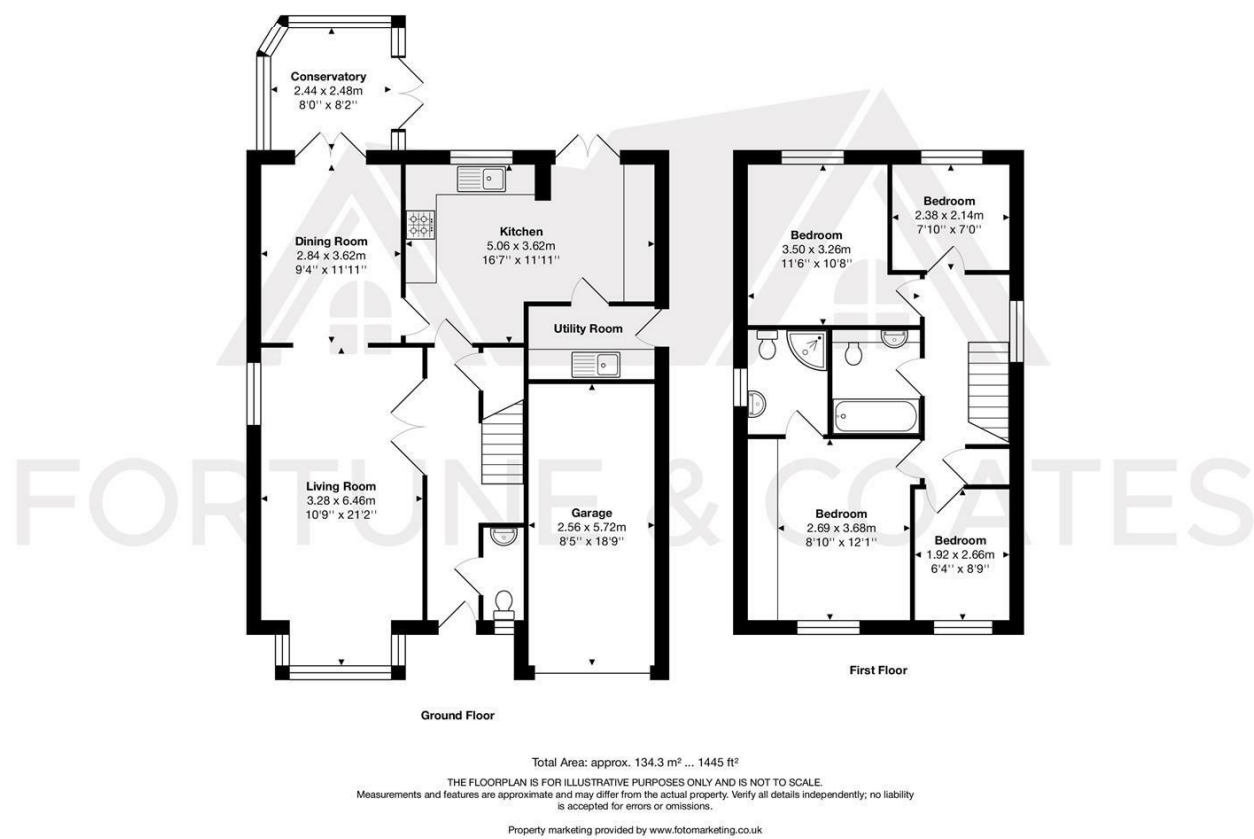 Conservatory
2.44 x 2.48m
8'0'' x 8'2''
Dining Room
2.84 x 3.62m
9'4'' x 11'11''
Kitchen
5.06 x 3.62m
16'7'' x 11'11''
Utility Room
Living Room
3.28 x 6.46m
10'9'' x 21'2''
Garage
2.56 x 5.72m
8'5'' x 18'9''
Ground Floor
Bedroom
3.50 x 3.26m
11'6'' x 10'8''
Bedroom
2.38 x 2.14m
7'10'' x 7'0''
Bedroom
2.69 x 3.68m
8'10'' x 12'1''
Bedroom
1.92 x 2.66m
6'4'' x 8'9''
First Floor
FORTUNE & COATES
Total Area: approx. 134.3 m² ... 1445 ft²
THE FLOORPLAN IS FOR ILLUSTRATIVE PURPOSES ONLY AND IS NOT TO SCALE.
Measurements and features are approximate and may differ from the actual property. Verify all details independently; no liability
is accepted for errors or omissions.
Property marketing provided by www.fotomarketing.co.uk